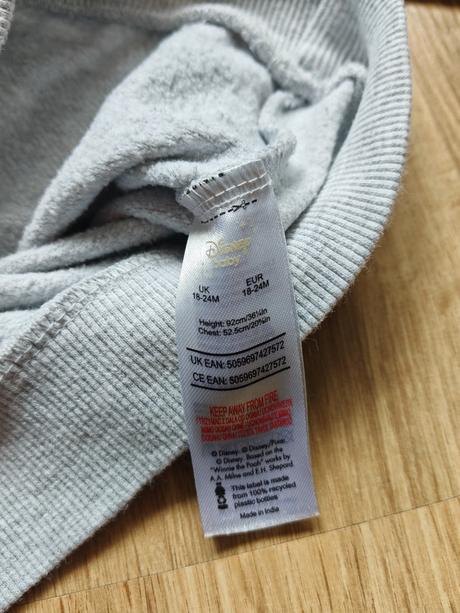 Disney
baby
UK EUR
18-24M 18-24M
Height: 92cm/36¼in
Chest: 52.5cm/20¾in
UK EAN: 5059697427572
CE EAN: 5059697427572
KEEP AWAY FROM FIRE
© Disney. © Disney/Pixar.
© Disney. Based on the
"Winnie the Pooh" works by
A.A. Milne and E.H. Shepard.
This label is made
from 100% recycled
plastic bottles
Made in India